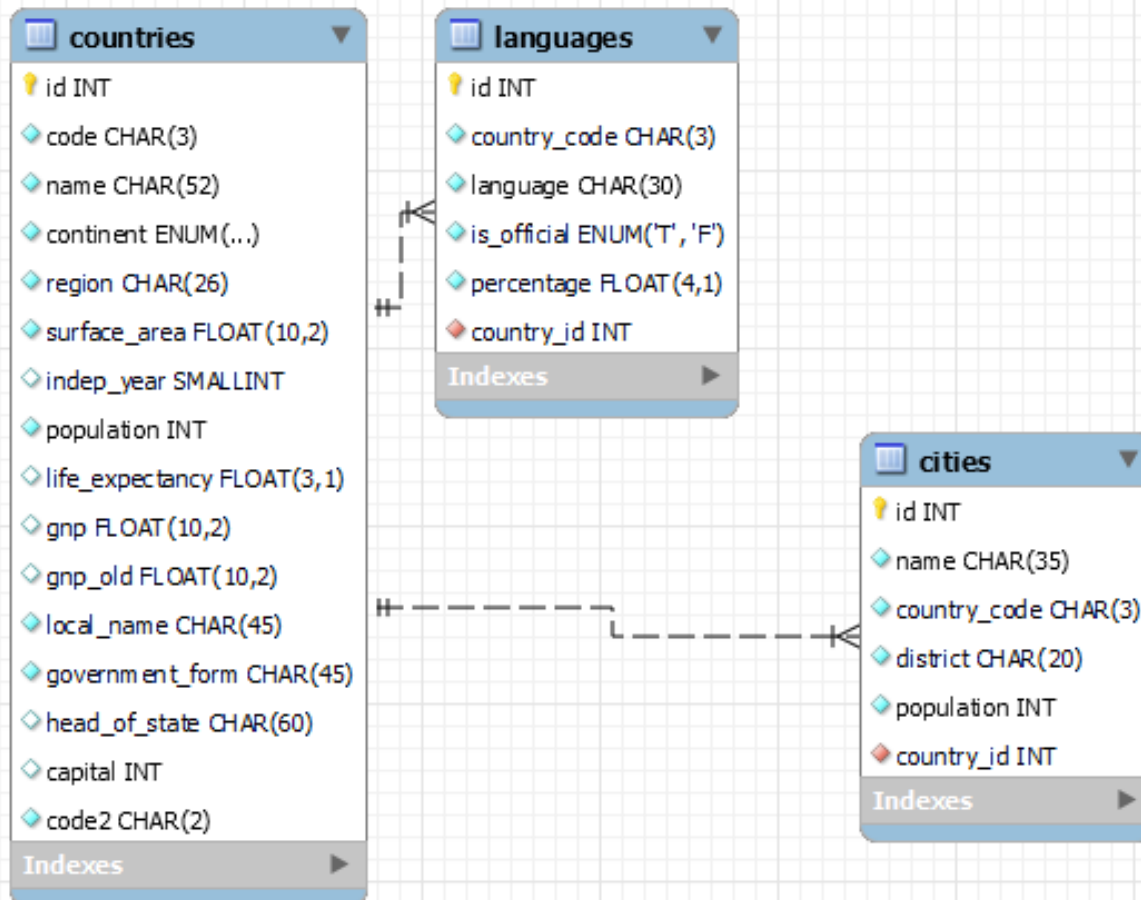 countries
id INT
code CHAR(3)
name CHAR(52)
continent ENUM(...)
region CHAR(26)
surface_area FLOAT(10,2)
indep_year SMALLINT
population INT
life_expectancy FLOAT(3,1)
gnp FLOAT(10,2)
gnp_old FLOAT(10,2)
local_name CHAR(45)
government_form CHAR(45)
head_of_state CHAR(60)
capital INT
code2 CHAR(2)
Indexes
languages
id INT
country_code CHAR(3)
language CHAR(30)
is_official ENUM('T', 'F')
percentage FLOAT(4,1)
country_id INT
Indexes
cities
id INT
name CHAR(35)
country_code CHAR(3)
district CHAR(20)
population INT
country_id INT
Indexes